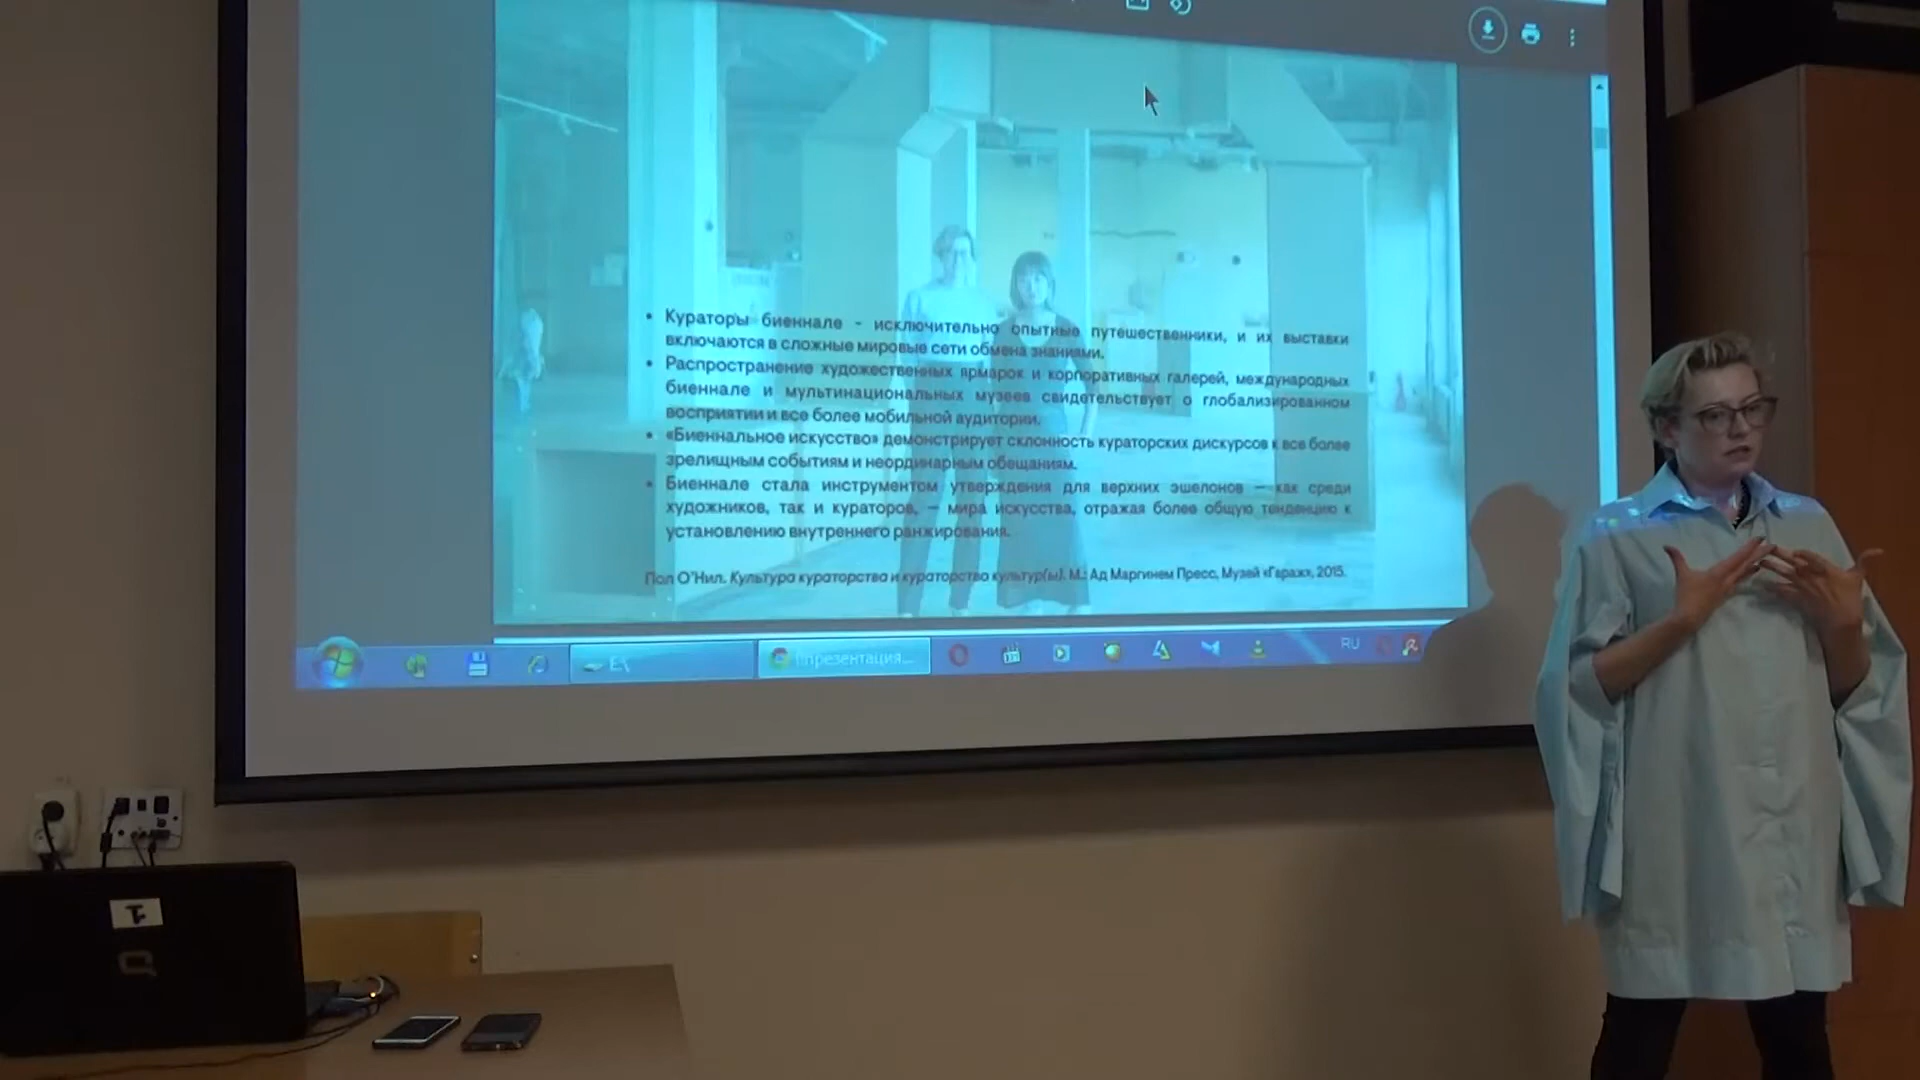 • Кураторы биеннале - исключительно опытные путешественники, и их выставки
включаются в сложные мировые сети обмена знаниями.
• Распространение художественных ярмарок и корпоративных галерей, международных
биеннале и мультинациональных музеев свидетельствует о глобализированном
восприятии и все более мобильной аудитории.
• «Биеннальное искусство» демонстрирует склонность кураторских дискурсов к все более
зрелищным событиям и неординарным обещаниям.
• Биеннале стала инструментом утверждения для верхних эшелонов – как среди
художников, так и кураторов, – мира искусства, отражая более общую тенденцию к
установлению внутреннего ранжирования.
Пол О'Нил. Культура кураторства и кураторство культур(ы). М.: Ад Маргинем Пресс, Музей «Гараж», 2015.
E:\
презентация...
RU